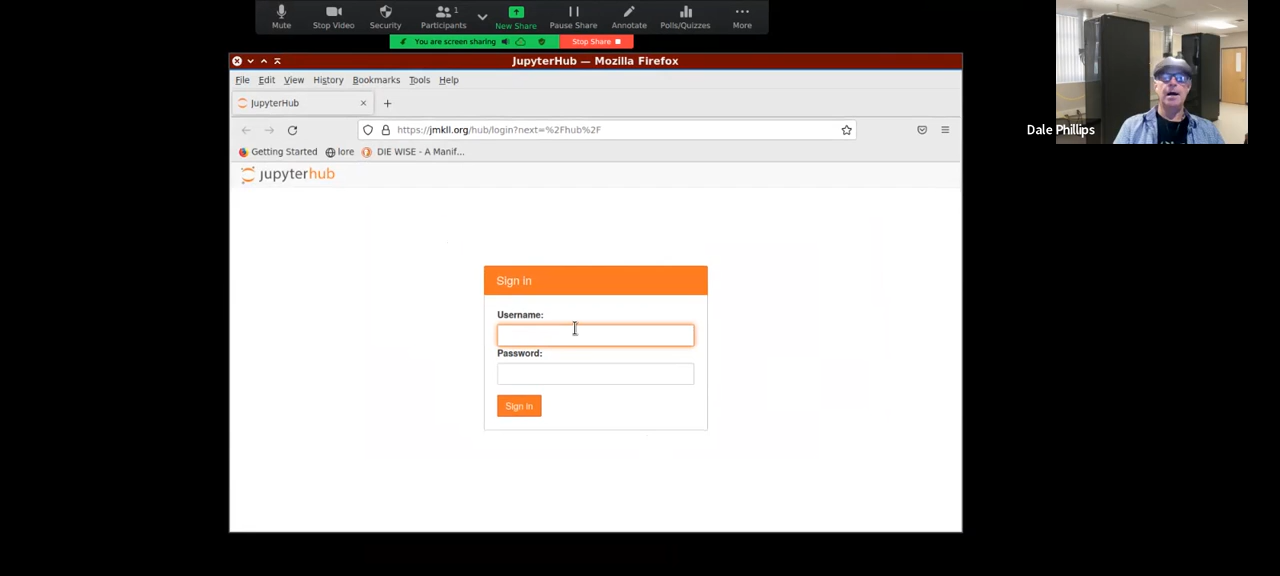 Mute
Stop Video
Security
Participants
1
New Share
Pause Share
Annotate
Polls/Quizzes
More
You are screen sharing
Stop Share
JupyterHub — Mozilla Firefox
File Edit View History Bookmarks Tools Help
JupyterHub
https://jmkll.org/hub/login?next=%2Fhub%2F
Getting Started lore DIE WISE - A Manif...
jupyterhub
Sign in
Username:
Password:
Sign in
Dale Phillips